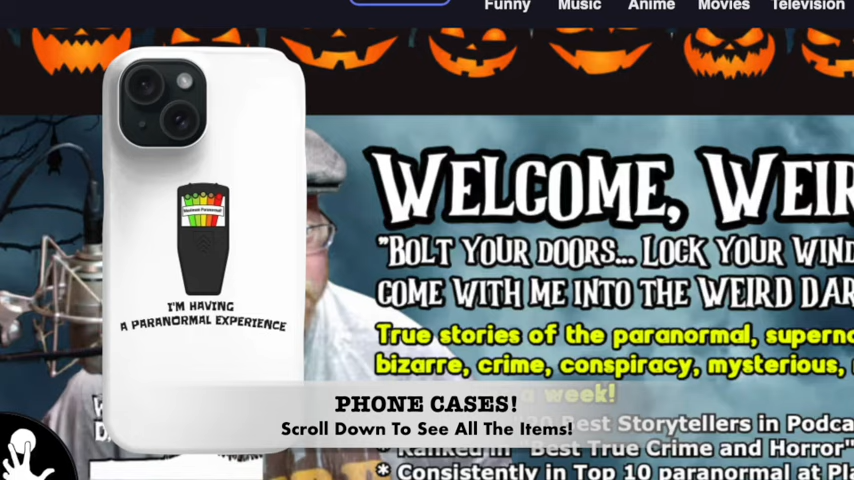 Funny Music Anime Movies Television
WELCOME, WEIR
"BOLT YOUR DOORS... LOCK YOUR WIND
COME WITH ME INTO THE WEIRD DAR
True stories of the paranormal, superno
bizarre, crime, conspiracy, mysterious,
a week!
I'M HAVING
A PARANORMAL EXPERIENCE
PHONE CASES!
Scroll Down To See All The Items!
Best Storytellers in Podca
* Ranked in "Best True Crime and Horror"
* Consistently in Top 10 paranormal at Pla